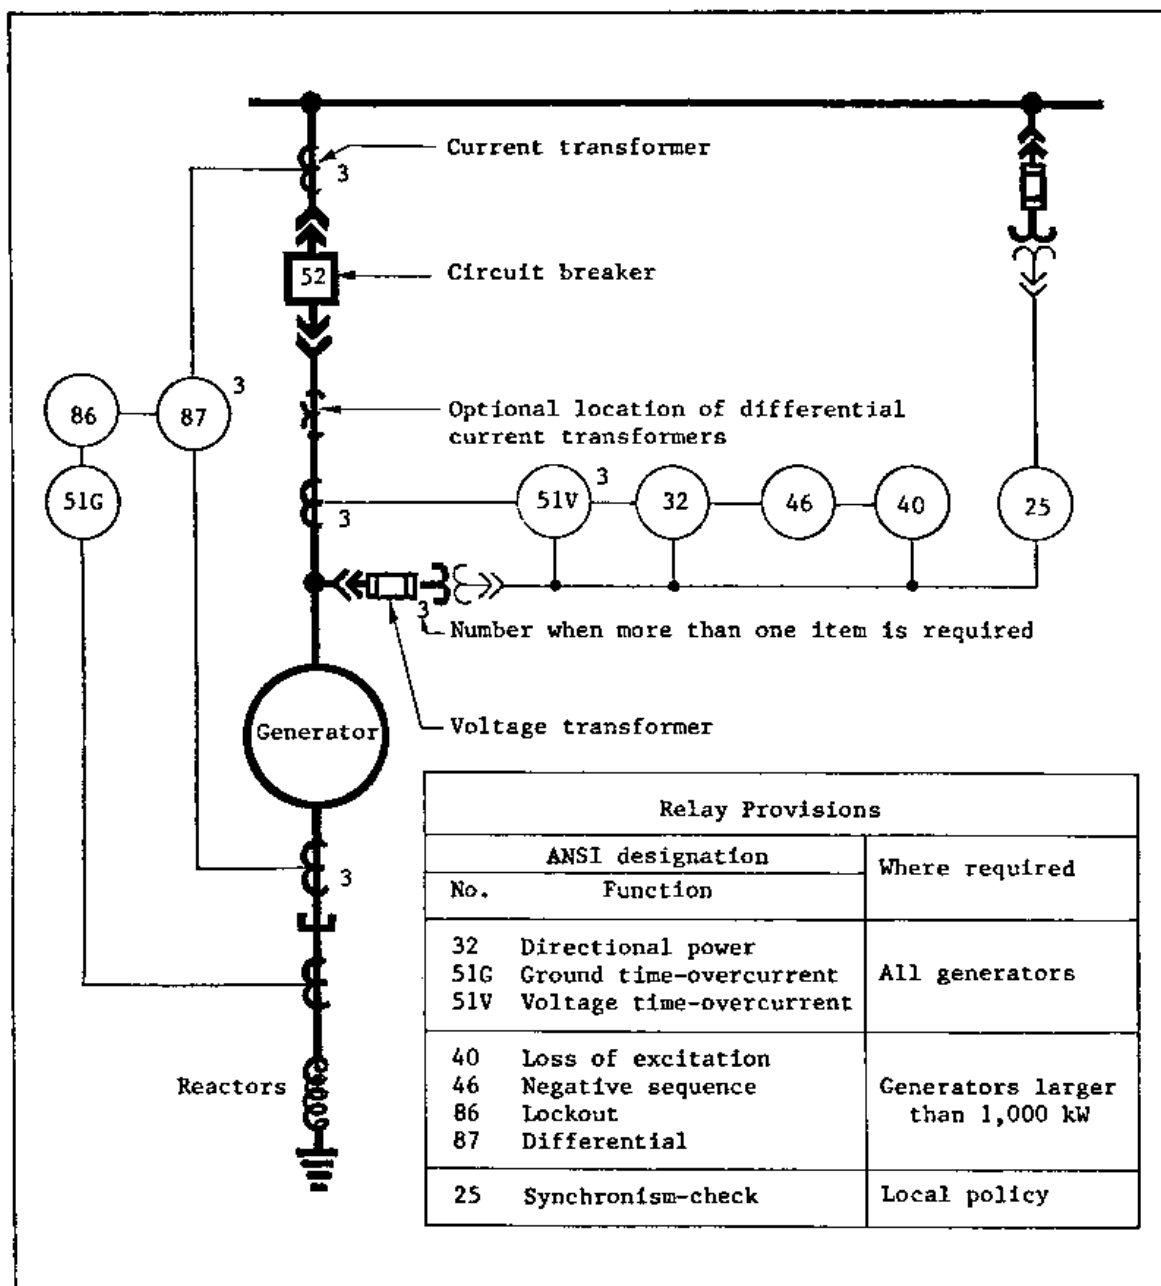 Current transformer
3
52
Circuit breaker
3
86
87
Optional location of differential
current transformers
51G
51V
3
32
46
40
25
3
3
Number when more than one item is required
Generator
Voltage transformer
3
Reactors
Relay Provisions
ANSI designation
Where required
No. Function
32 Directional power
51G Ground time-overcurrent
51V Voltage time-overcurrent
All generators
40 Loss of excitation
46 Negative sequence
86 Lockout
87 Differential
Generators larger
than 1,000 kW
25 Synchronism-check
Local policy